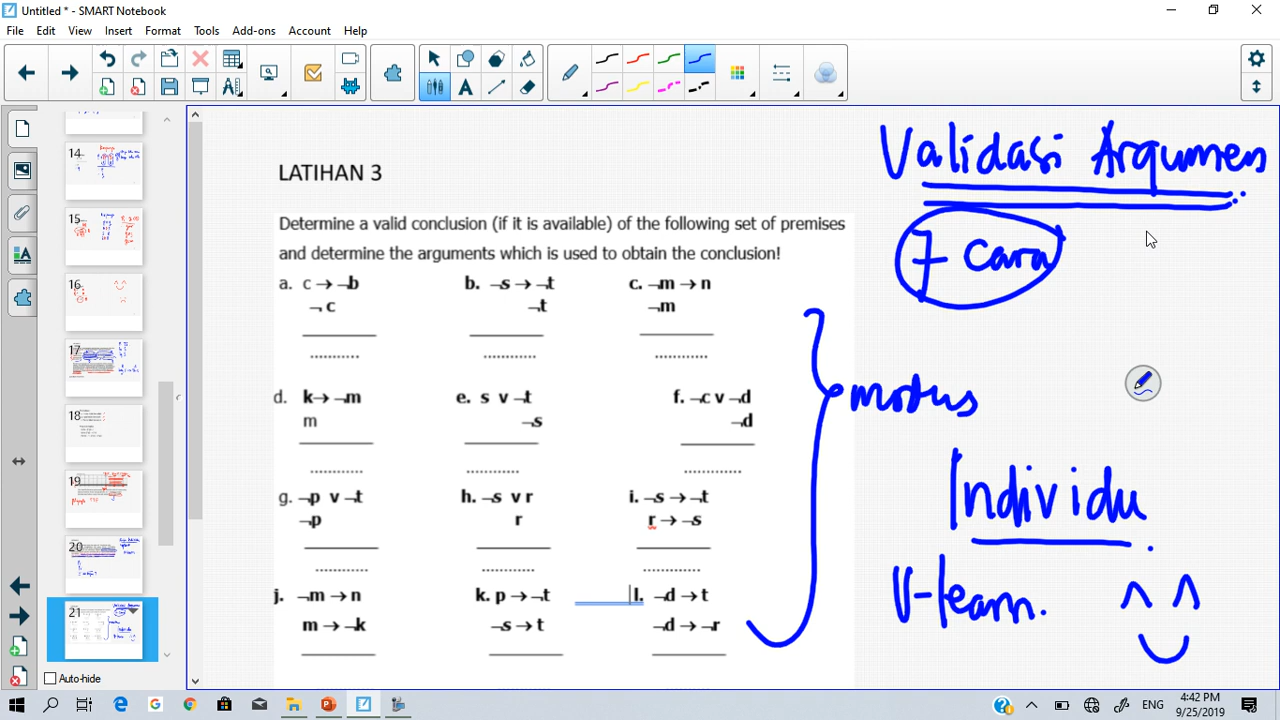 Untitled * - SMART Notebook
File Edit View Insert Format Tools Add-ons Account Help
14
15
16
17
18
19
20
21
Auto-hide
LATIHAN 3
Determine a valid conclusion (if it is available) of the following set of premises
and determine the arguments which is used to obtain the conclusion!
a. c → ¬b b. ¬s → ¬t c. ¬m → n
¬ c ¬t ¬m
........... ........... ...........
d. k→ ¬m e. s v ¬t f. ¬c v ¬d
m ¬s ¬d
........... ........... ............
g. ¬p v ¬t h. ¬s v r i. ¬s → ¬t
¬p r r → ¬s
........... ........... ............
j. ¬m → n k. p → ¬t l. ¬d → t
m → ¬k ¬s → t ¬d → ¬r
Validasi Argumen
7 Cara
modus
Individu
V-learn.
ENG
4:42 PM
9/25/2019